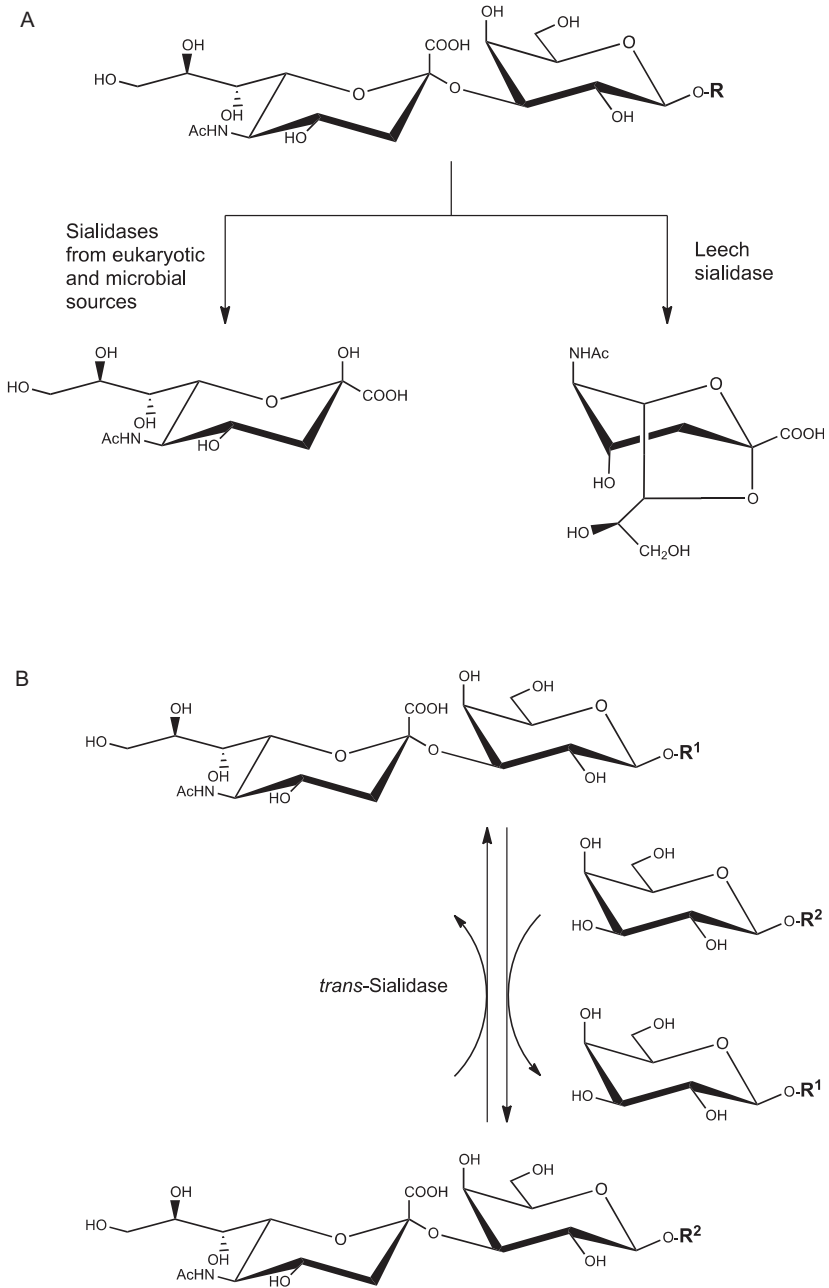 A
OH
OH
COOH
OH
HO
O
O
O
O-R
OH
OH
AcHN
HO
Sialidases
from eukaryotic
and microbial
sources
Leech
sialidase
OH
OH
HO
O
COOH
OH
AcHN
HO
NHAc
O
COOH
HO
O
HO
CH2OH
B
OH
OH
OH
COOH
HO
O
O
O
O-R1
OH
OH
AcHN
HO
OH
OH
O
O-R2
HO
OH
trans-Sialidase
OH
OH
O
O-R1
HO
OH
OH
OH
OH
COOH
HO
O
O
O
O-R2
OH
OH
AcHN
HO